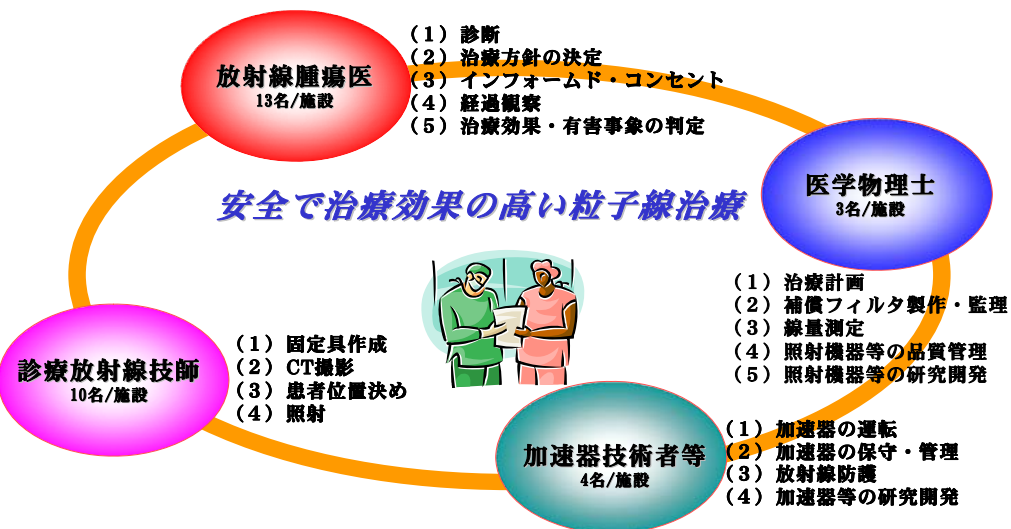 放射線腫瘍医
13名/施設
（１）診断
（２）治療方針の決定
（３）インフォームド・コンセント
（４）経過観察
（５）治療効果・有害事象の判定
医学物理士
3名/施設
安全で治療効果の高い粒子線治療
（１）治療計画
（２）補償フィルタ製作・監理
（３）線量測定
（４）照射機器等の品質管理
（５）照射機器等の研究開発
診療放射線技師
10名/施設
（１）固定具作成
（２）CT撮影
（３）患者位置決め
（４）照射
加速器技術者等
4名/施設
（１）加速器の運転
（２）加速器の保守・管理
（３）放射線防護
（４）加速器等の研究開発